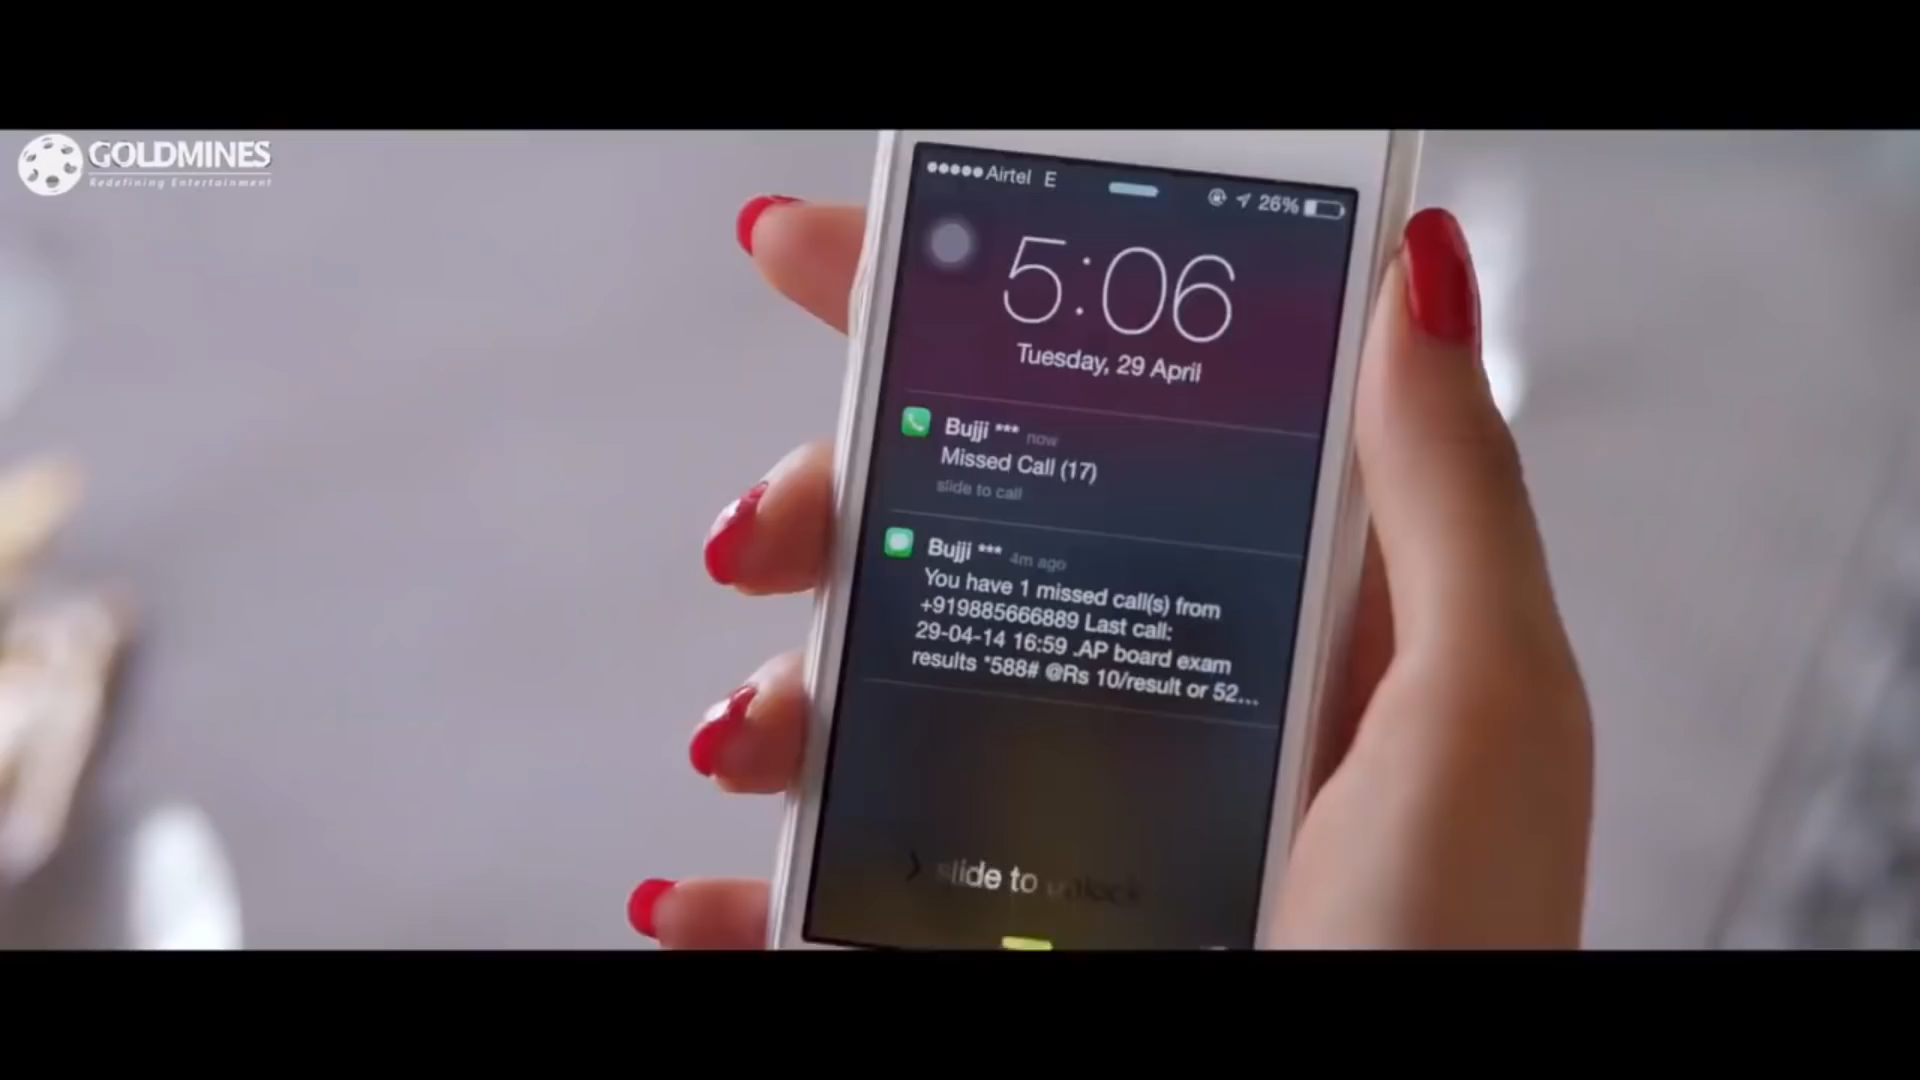 GOLDMINES
Redefining Entertainment
Airtel E
26%
5:06
Tuesday, 29 April
Bujji *** now
Missed Call (17)
slide to call
Bujji *** 4m ago
You have 1 missed call(s) from
+919885666889 Last call:
29-04-14 16:59 .AP board exam
results *588# @Rs 10/result or 52...
slide to unlock